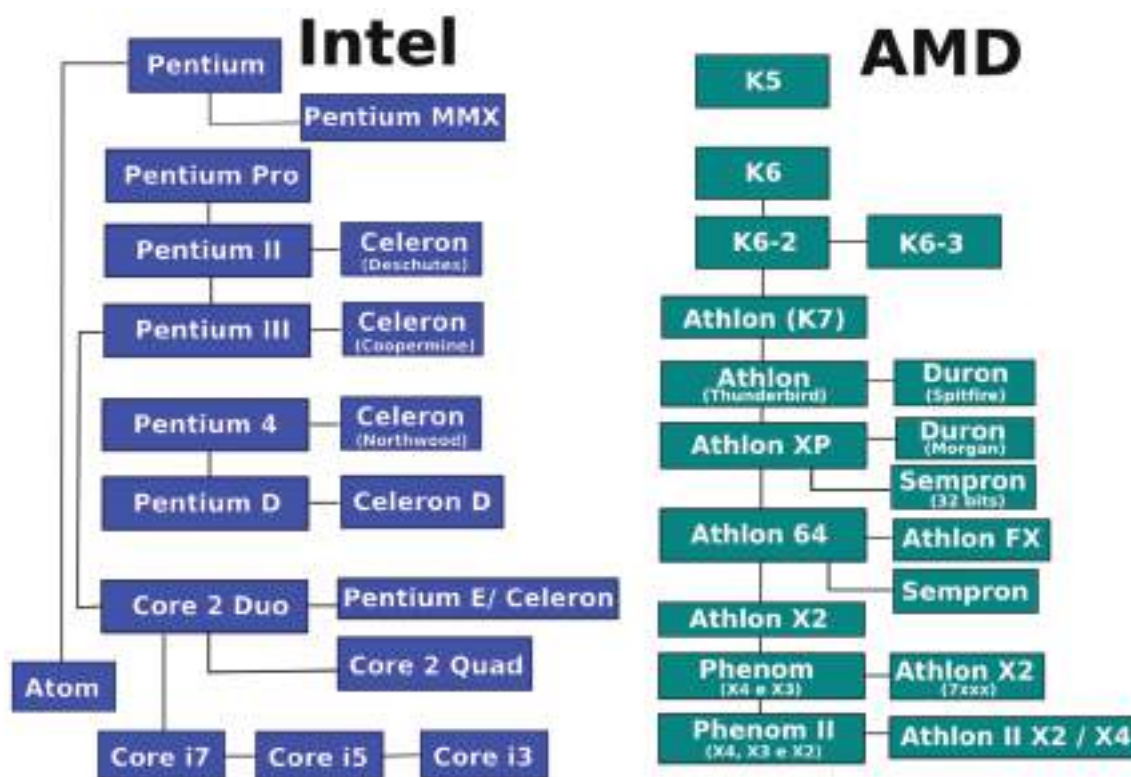 Intel
Pentium
Pentium MMX
Pentium Pro
Pentium II
Celeron
(Deschutes)
Pentium III
Celeron
(Coopermine)
Pentium 4
Celeron
(Northwood)
Pentium D
Celeron D
Core 2 Duo
Pentium E/ Celeron
Core 2 Quad
Atom
Core i7
Core i5
Core i3
AMD
K5
K6
K6-2
K6-3
Athlon (K7)
Athlon
(Thunderbird)
Duron
(Spitfire)
Athlon XP
Duron
(Morgan)
Sempron
(32 bits)
Athlon 64
Athlon FX
Sempron
Athlon X2
Phenom
(X4 e X3)
Athlon X2
(7xxx)
Phenom II
(X4, X3 e X2)
Athlon II X2 / X4